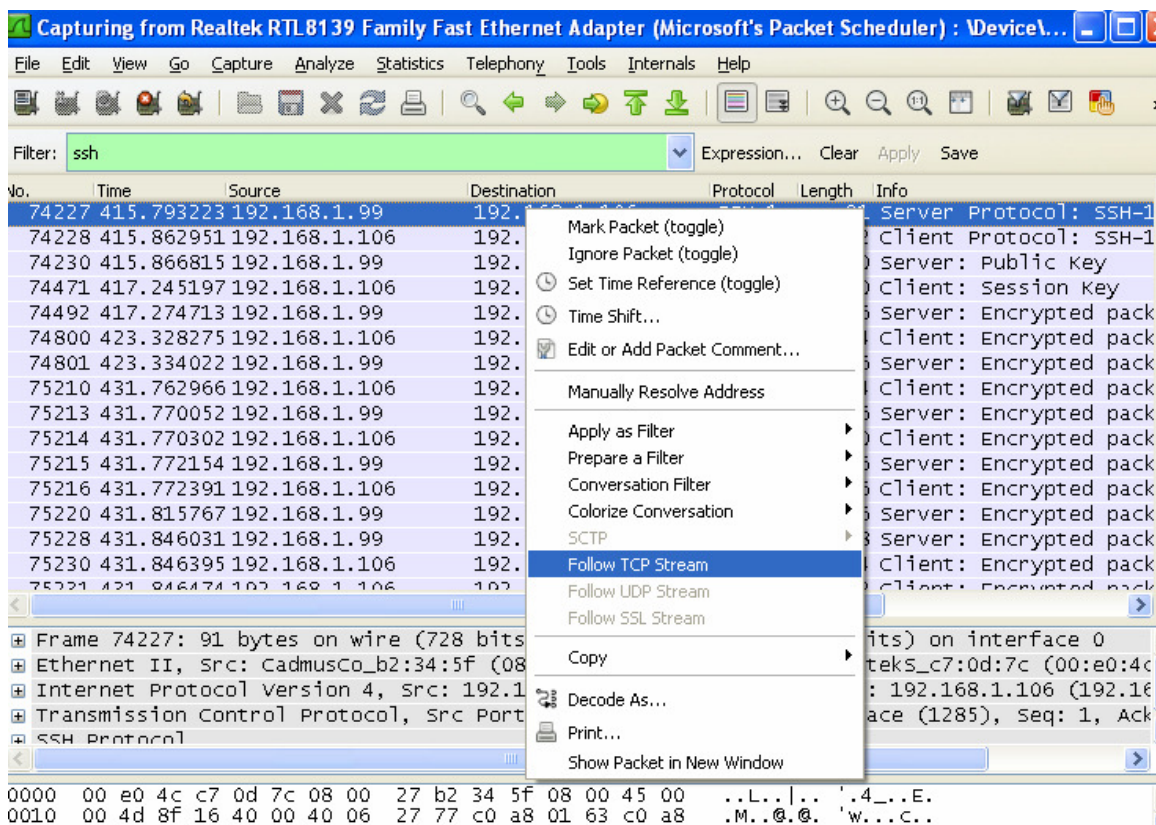 Capturing from Realtek RTL8139 Family Fast Ethernet Adapter (Microsoft's Packet Scheduler) : \Device\...
File Edit View Go Capture Analyze Statistics Telephony Tools Internals Help
Filter: ssh Expression... Clear Apply Save
No. Time Source Destination Protocol Length Info
74227 415.793223 192.168.1.99 Server Protocol: SSH-1
74228 415.862951 192.168.1.106 192. Client Protocol: SSH-1
74230 415.866815 192.168.1.99 192. Server: Public Key
74471 417.245197 192.168.1.106 192. Client: Session Key
74492 417.274713 192.168.1.99 192. Server: Encrypted pack
74800 423.328275 192.168.1.106 192. Client: Encrypted pack
74801 423.334022 192.168.1.99 192. Server: Encrypted pack
75210 431.762966 192.168.1.106 192. Client: Encrypted pack
75213 431.770052 192.168.1.99 192. Server: Encrypted pack
75214 431.770302 192.168.1.106 192. Client: Encrypted pack
75215 431.772154 192.168.1.99 192. Server: Encrypted pack
75216 431.772391 192.168.1.106 192. Client: Encrypted pack
75220 431.815767 192.168.1.99 192. Server: Encrypted pack
75228 431.846031 192.168.1.99 192. Server: Encrypted pack
75230 431.846395 192.168.1.106 192. Client: Encrypted pack
75231 431.846474 192.168.1.106 192. Client: Encrypted pack
Mark Packet (toggle)
Ignore Packet (toggle)
Set Time Reference (toggle)
Time Shift...
Edit or Add Packet Comment...
Manually Resolve Address
Apply as Filter
Prepare a Filter
Conversation Filter
Colorize Conversation
SCTP
Follow TCP Stream
Follow UDP Stream
Follow SSL Stream
Copy
Decode As...
Print...
Show Packet in New Window
Frame 74227: 91 bytes on wire (728 bits its) on interface 0
Ethernet II, Src: CadmusCo_b2:34:5f (08 tekS_c7:0d:7c (00:e0:4c
Internet Protocol Version 4, Src: 192.1 : 192.168.1.106 (192.16
Transmission Control Protocol, Src Port ace (1285), Seq: 1, Ack
SSH Protocol
0000 00 e0 4c c7 0d 7c 08 00 27 b2 34 5f 08 00 45 00 ..L..|.. '.4_..E.
0010 00 4d 8f 16 40 00 40 06 27 77 c0 a8 01 63 c0 a8 .M..@.@. 'w...c..